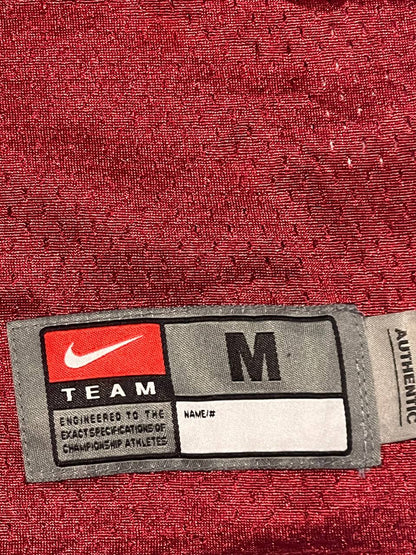 TEAM
ENGINEERED TO THE
EXACT SPECIFICATIONS OF
CHAMPIONSHIP ATHLETES
M
NAME/#
AUTHENTIC